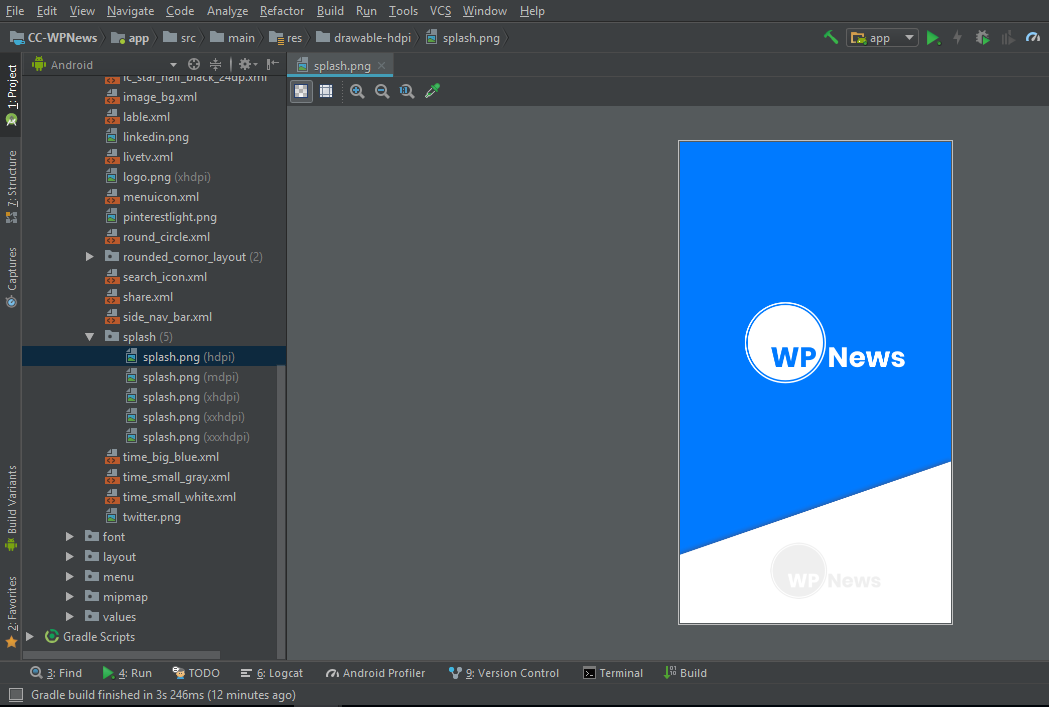 File Edit View Navigate Code Analyze Refactor Build Run Tools VCS Window Help
CC-WPNews app src main res drawable-hdpi splash.png app
1: Project
7: Structure
Captures
Build Variants
2: Favorites
Android
ic_star_half_black_24dp.xml
image_bg.xml
lable.xml
linkedin.png
livetv.xml
logo.png (xhdpi)
menuicon.xml
pinterestlight.png
round_circle.xml
rounded_cornor_layout (2)
search_icon.xml
share.xml
side_nav_bar.xml
splash (5)
splash.png (hdpi)
splash.png (mdpi)
splash.png (xhdpi)
splash.png (xxhdpi)
splash.png (xxxhdpi)
time_big_blue.xml
time_small_gray.xml
time_small_white.xml
twitter.png
font
layout
menu
mipmap
values
Gradle Scripts
splash.png
WP News
WP News
3: Find 4: Run TODO 6: Logcat Android Profiler 9: Version Control Terminal Build
Gradle build finished in 3s 246ms (12 minutes ago)